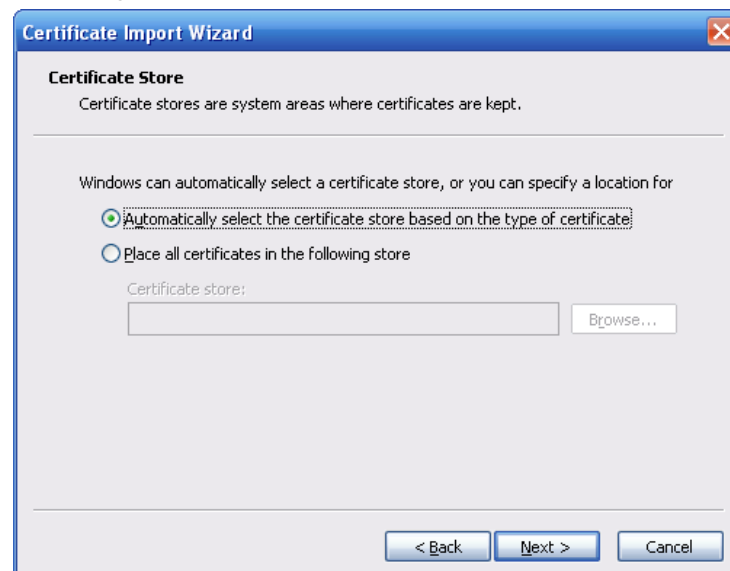 Certificate Import Wizard
Certificate Store
Certificate stores are system areas where certificates are kept.
Windows can automatically select a certificate store, or you can specify a location for
Automatically select the certificate store based on the type of certificate
Place all certificates in the following store
Certificate store:
Browse...
< Back
Next >
Cancel